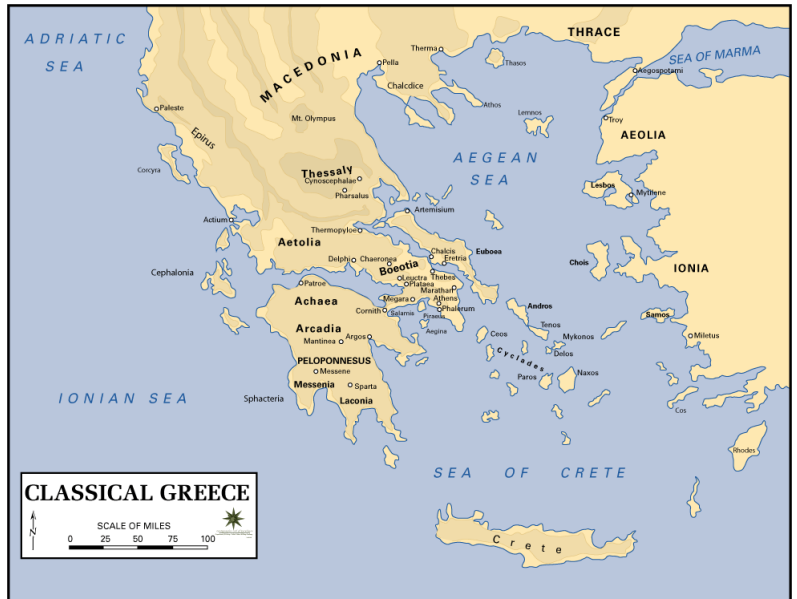 ADRIATIC
SEA
THRACE
SEA OF MARMA
MACEDONIA
Therma
Pella
Thasos
Aegospotami
Chalcdice
Athos
Paleste
Mt. Olympus
Lemnos
Troy
Epirus
AEOLIA
AEGEAN
SEA
Corcyra
Thessaly
Cynoscephalae
Pharsalus
Lesbos
Mytilene
Actium
Artemisium
Thermopyloe
Aetolia
Chalcis
Euboea
Eretria
Delphi
Chaeronea
Boeotia
Chois
IONIA
Cephalonia
Leuctra
Thebes
Patroe
Plataea
Marathan
Achaea
Megara
Athens
Andros
Cornith
Salamis
Piraeus
Phalerum
Samos
Arcadia
Aegina
Tenos
Mantinea
Argos
Ceos
Mykonos
Miletus
Cyclades
Delos
PELOPONNESUS
Messene
Paros
Naxos
Messenia
Sparta
IONIAN SEA
Sphacteria
Laconia
Cos
Rhodes
SEA OF CRETE
CLASSICAL GREECE
N
SCALE OF MILES
0 25 50 75 100
Crete